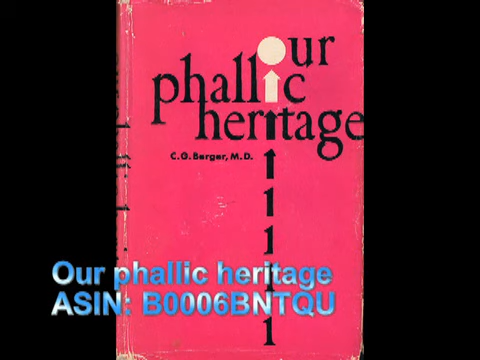 our
phallic
heritage
C.G. Berger, M.D.
Our phallic heritage
ASIN: B0006BNTQU